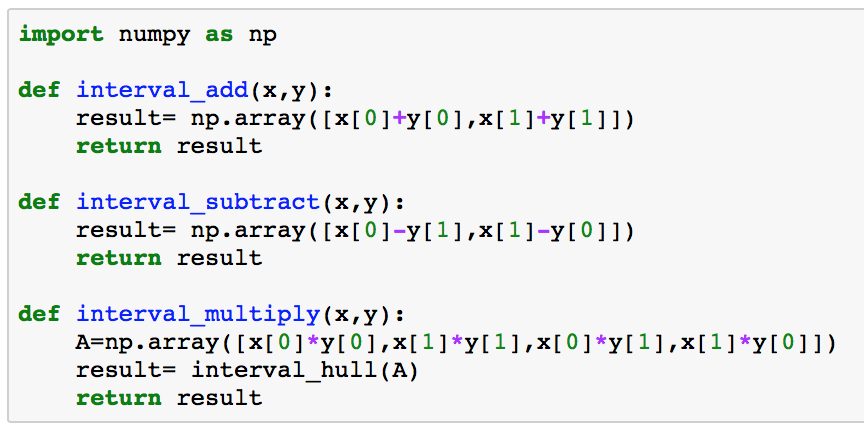 import numpy as np
def interval_add(x,y):
    result= np.array([x[0]+y[0],x[1]+y[1]])
    return result
def interval_subtract(x,y):
    result= np.array([x[0]-y[1],x[1]-y[0]])
    return result
def interval_multiply(x,y):
    A=np.array([x[0]*y[0],x[1]*y[1],x[0]*y[1],x[1]*y[0]])
    result= interval_hull(A)
    return result